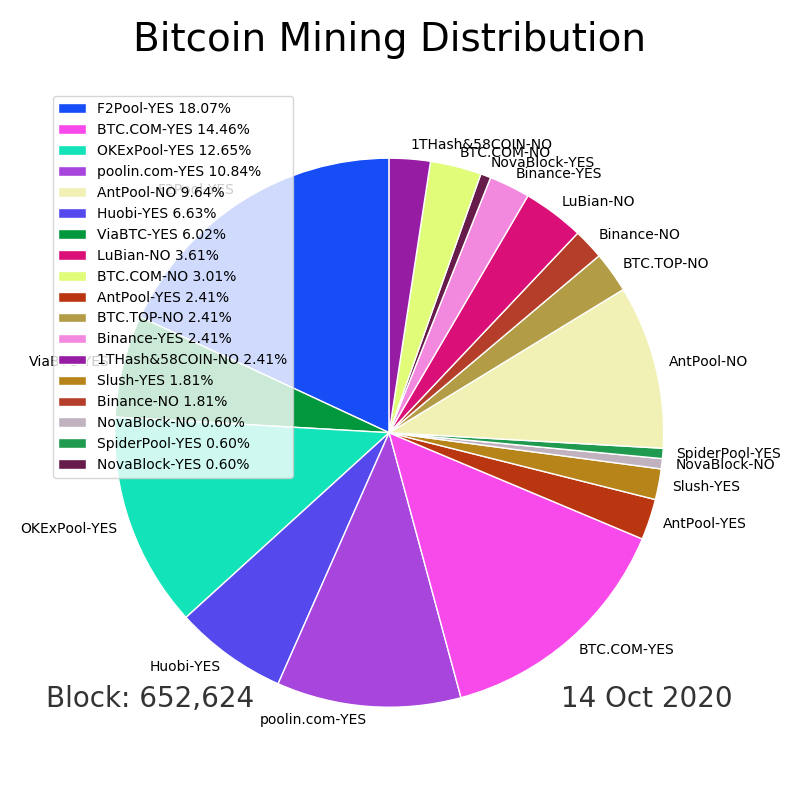 Bitcoin Mining Distribution
F2Pool-YES 18.07%
BTC.COM-YES 14.46%
OKExPool-YES 12.65%
poolin.com-YES 10.84%
AntPool-NO 9.64%
Huobi-YES 6.63%
ViaBTC-YES 6.02%
LuBian-NO 3.61%
BTC.COM-NO 3.01%
AntPool-YES 2.41%
BTC.TOP-NO 2.41%
Binance-YES 2.41%
1THash&58COIN-NO 2.41%
Slush-YES 1.81%
Binance-NO 1.81%
NovaBlock-NO 0.60%
SpiderPool-YES 0.60%
NovaBlock-YES 0.60%
1THash&58COIN-NO
BTC.COM-NO
NovaBlock-YES
Binance-YES
LuBian-NO
Binance-NO
BTC.TOP-NO
AntPool-NO
SpiderPool-YES
NovaBlock-NO
Slush-YES
AntPool-YES
BTC.COM-YES
poolin.com-YES
Huobi-YES
OKExPool-YES
ViaBTC-YES
F2Pool-YES
Block: 652,624
14 Oct 2020